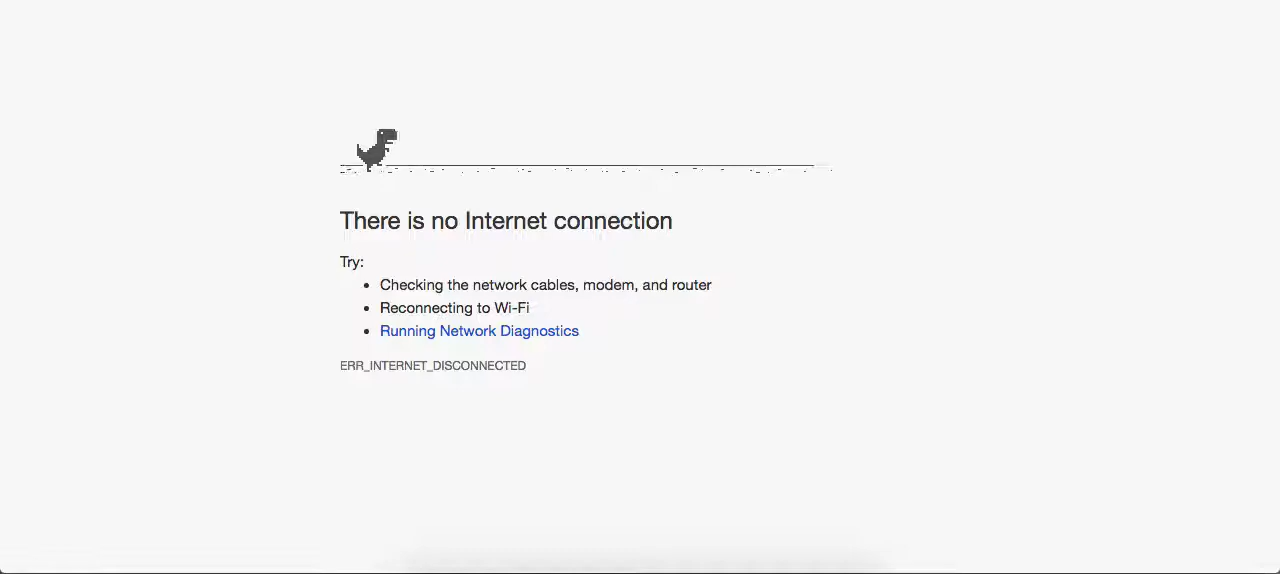 There is no Internet connection
Try:
• Checking the network cables, modem, and router
• Reconnecting to Wi-Fi
• Running Network Diagnostics
ERR_INTERNET_DISCONNECTED